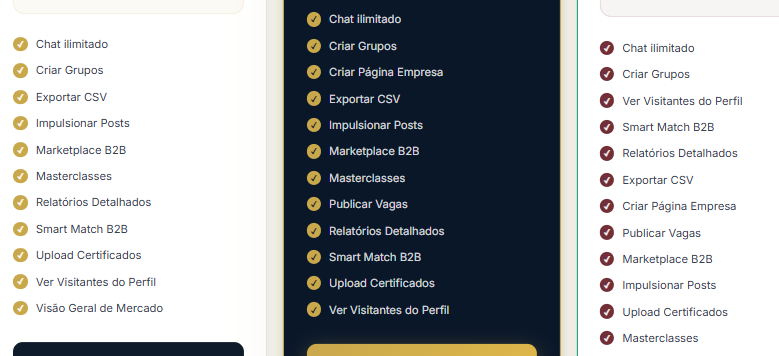 Chat ilimitado
Criar Grupos
Exportar CSV
Impulsionar Posts
Marketplace B2B
Masterclasses
Relatórios Detalhados
Smart Match B2B
Upload Certificados
Ver Visitantes do Perfil
Visão Geral de Mercado
Chat ilimitado
Criar Grupos
Criar Página Empresa
Exportar CSV
Impulsionar Posts
Marketplace B2B
Masterclasses
Publicar Vagas
Relatórios Detalhados
Smart Match B2B
Upload Certificados
Ver Visitantes do Perfil
Chat ilimitado
Criar Grupos
Ver Visitantes do Perfil
Smart Match B2B
Relatórios Detalhados
Exportar CSV
Criar Página Empresa
Publicar Vagas
Marketplace B2B
Impulsionar Posts
Upload Certificados
Masterclasses